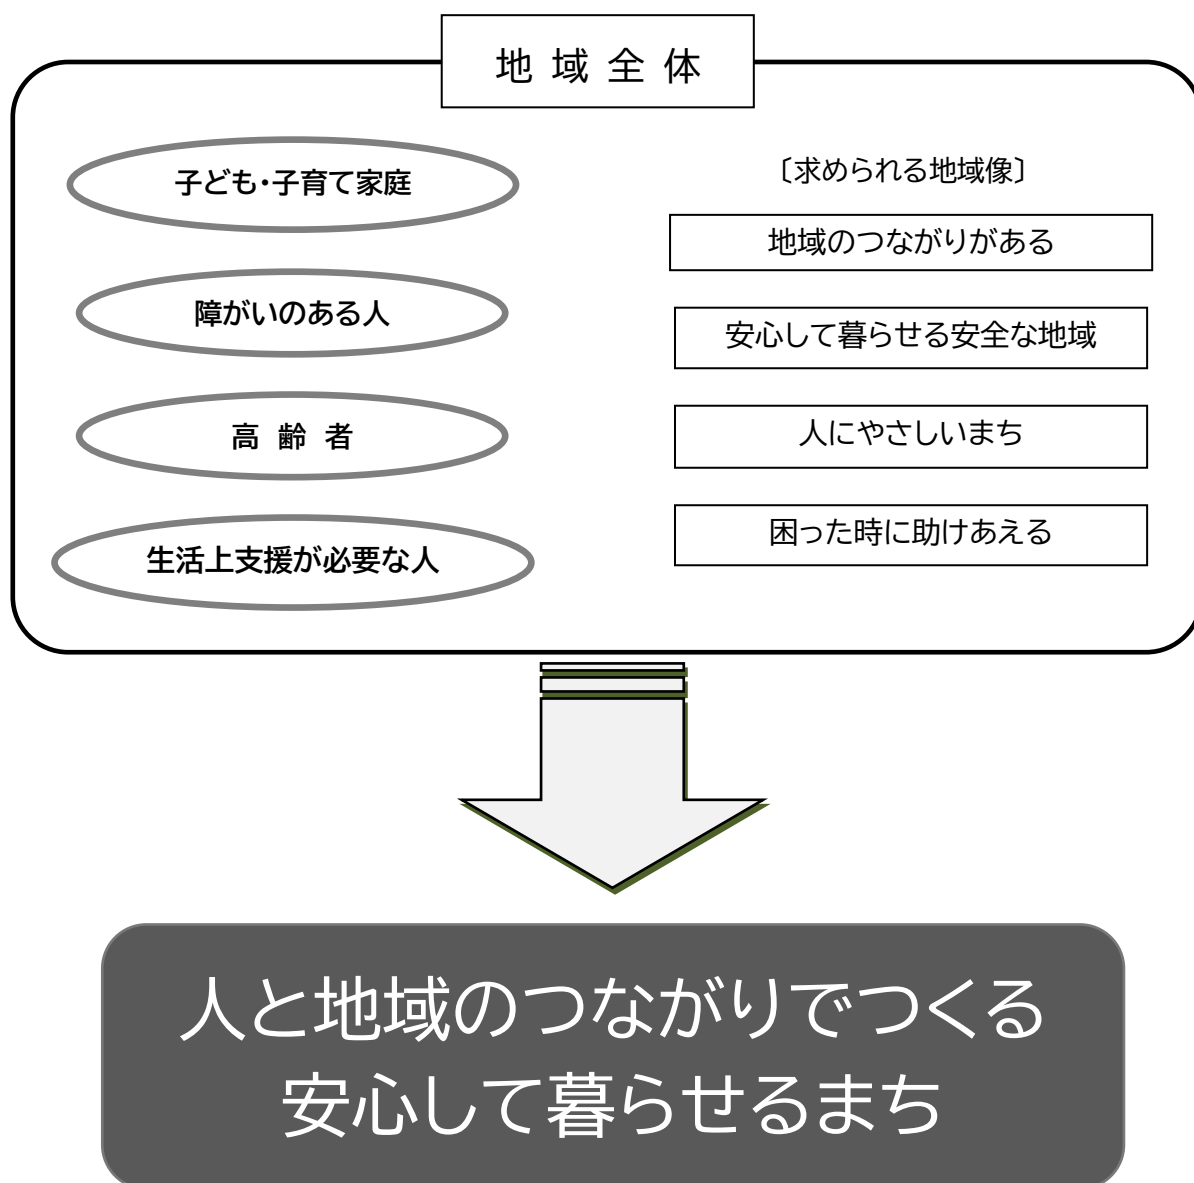 地域全体
子ども・子育て家庭
障がいのある人
高齢者
生活上支援が必要な人
〔求められる地域像〕
地域のつながりがある
安心して暮らせる安全な地域
人にやさしいまち
困った時に助けあえる
人と地域のつながりでつくる
安心して暮らせるまち